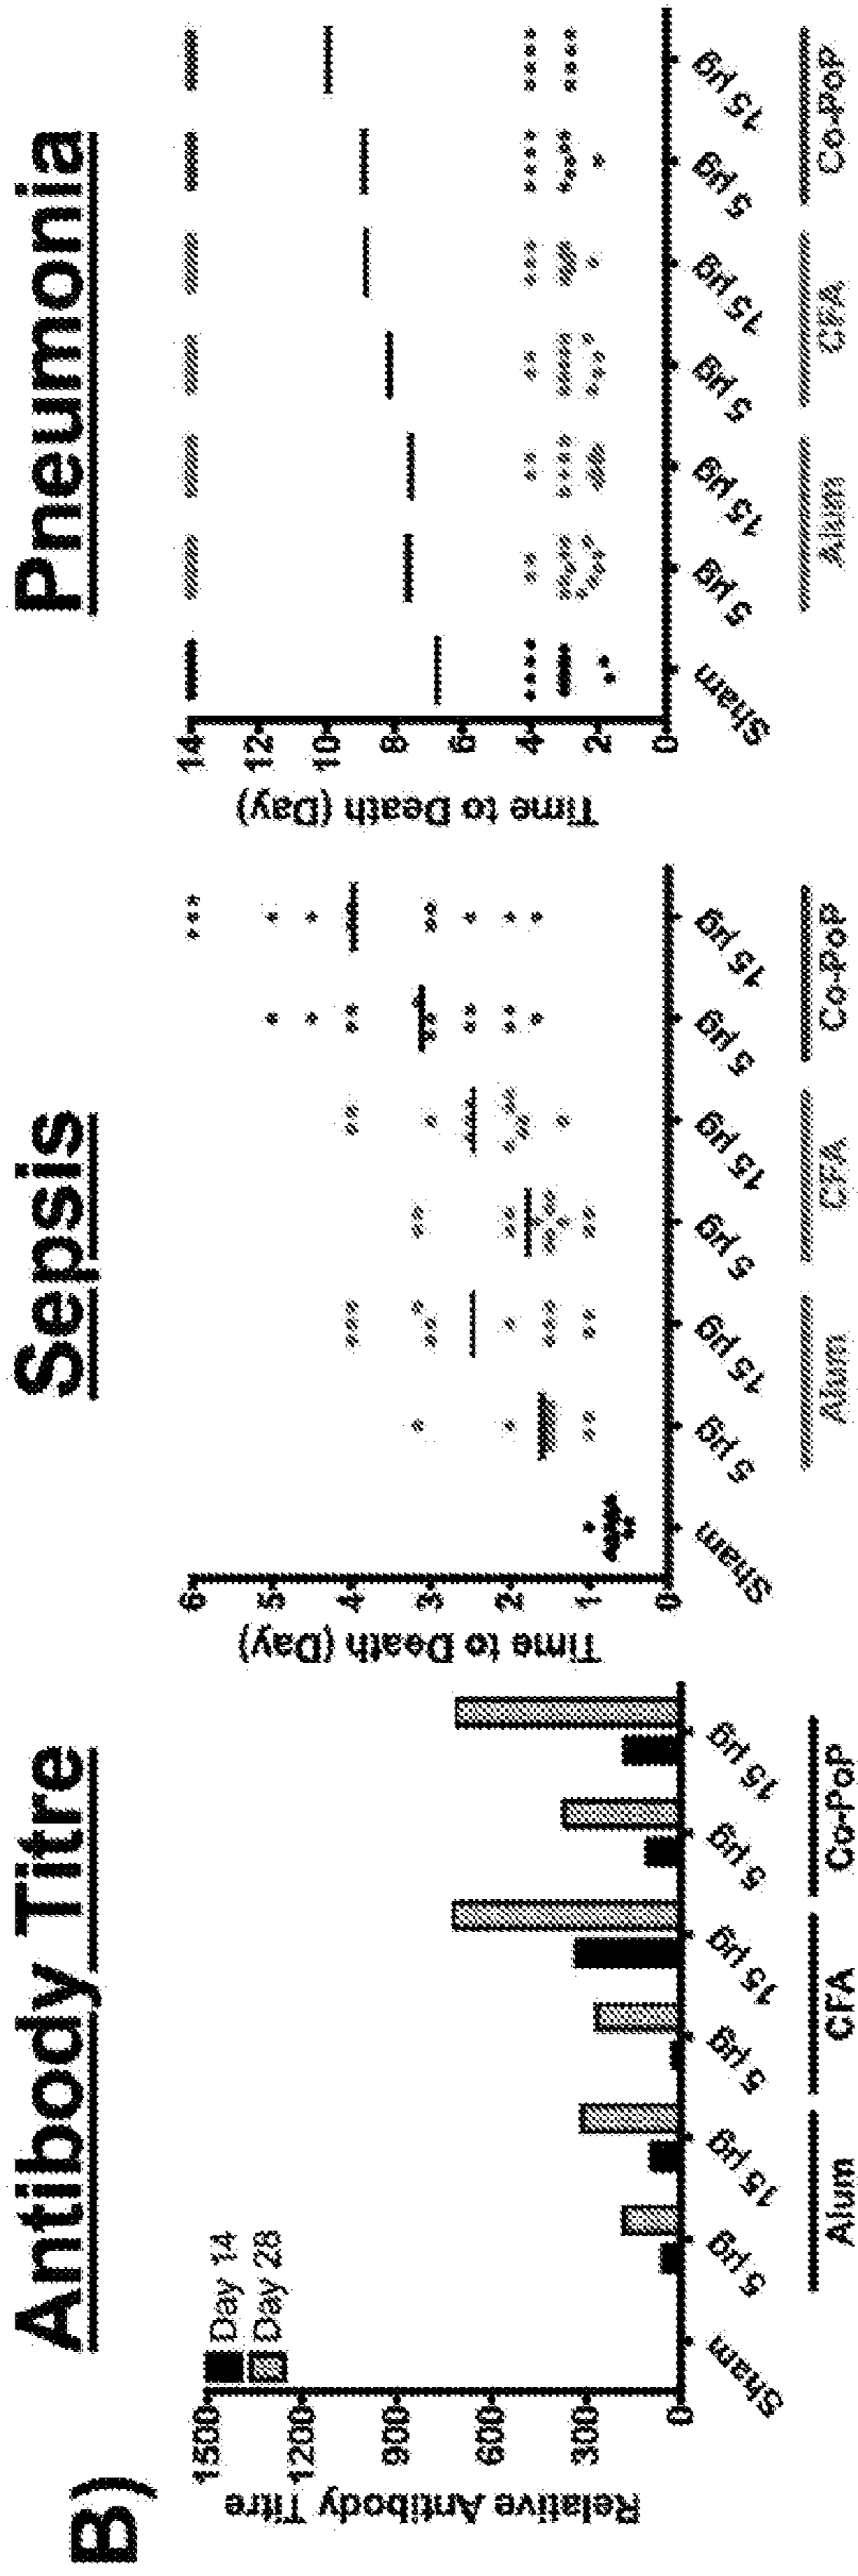 B)
Antibody Titre
Relative Antibody Titre
1500
1200
900
600
300
0
Day 14
Day 28
Sham
5 µg
15 µg
5 µg
15 µg
5 µg
15 µg
Alum
CFA
Co-PoP
Sepsis
Time to Death (Day)
6
5
4
3
2
1
0
Sham
5 µg
15 µg
5 µg
15 µg
5 µg
15 µg
Alum
CFA
Co-PoP
Pneumonia
Time to Death (Day)
14
12
10
8
6
4
2
0
Sham
5 µg
15 µg
5 µg
15 µg
5 µg
15 µg
Alum
CFA
Co-PoP